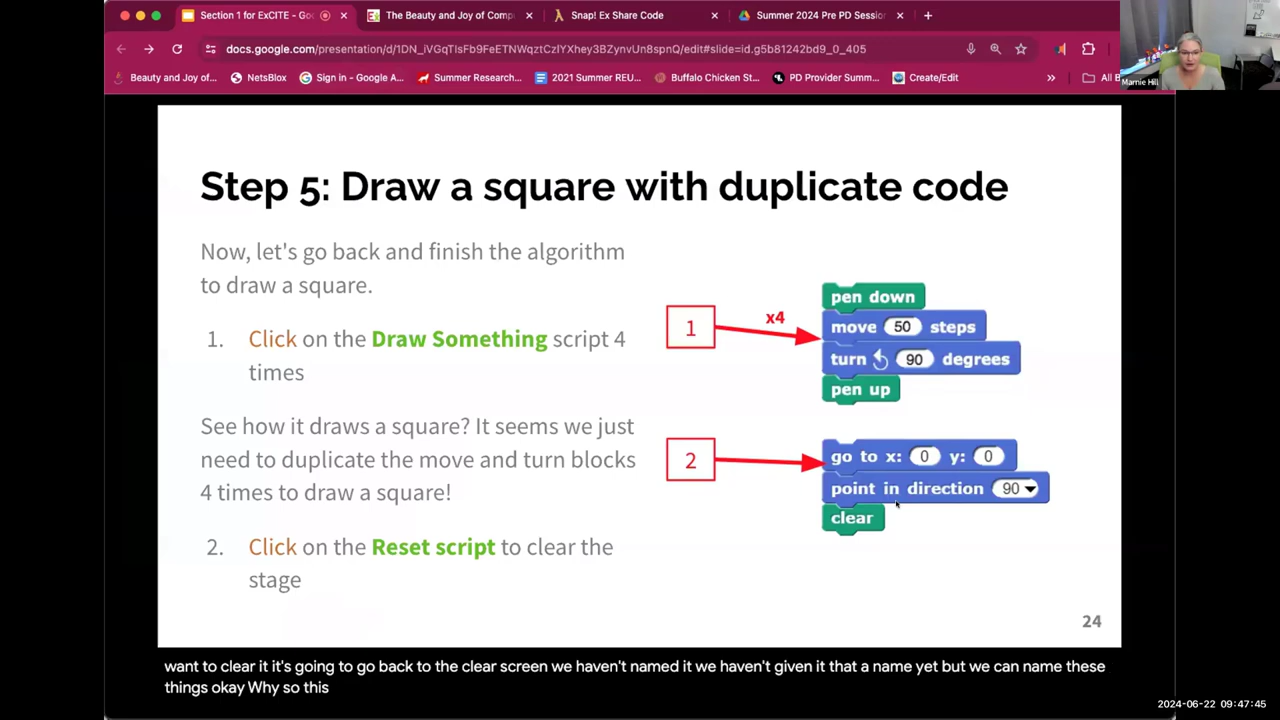 Section 1 for ExCITE - Goo
The Beauty and Joy of Comp
Snap! Ex Share Code
Summer 2024 Pre PD Sessio
docs.google.com/presentation/d/1DN_iVGqTlsFb9FeETNWqztCzlYXhey3BZynvUn8spnQ/edit#slide=id.g5b81242bd9_0_405
Beauty and Joy of...
NetsBlox
Sign in - Google A...
Summer Research...
2021 Summer REU...
Buffalo Chicken St...
PD Provider Summ...
Create/Edit
All B
Marnie Hill
Step 5: Draw a square with duplicate code
Now, let's go back and finish the algorithm
to draw a square.
1. Click on the Draw Something script 4
times
See how it draws a square? It seems we just
need to duplicate the move and turn blocks
4 times to draw a square!
2. Click on the Reset script to clear the
stage
1
x4
pen down
move 50 steps
turn 90 degrees
pen up
2
go to x: 0 y: 0
point in direction 90
clear
24
want to clear it it's going to go back to the clear screen we haven't named it we haven't given it that a name yet but we can name these
things okay Why so this
2024-06-22 09:47:45